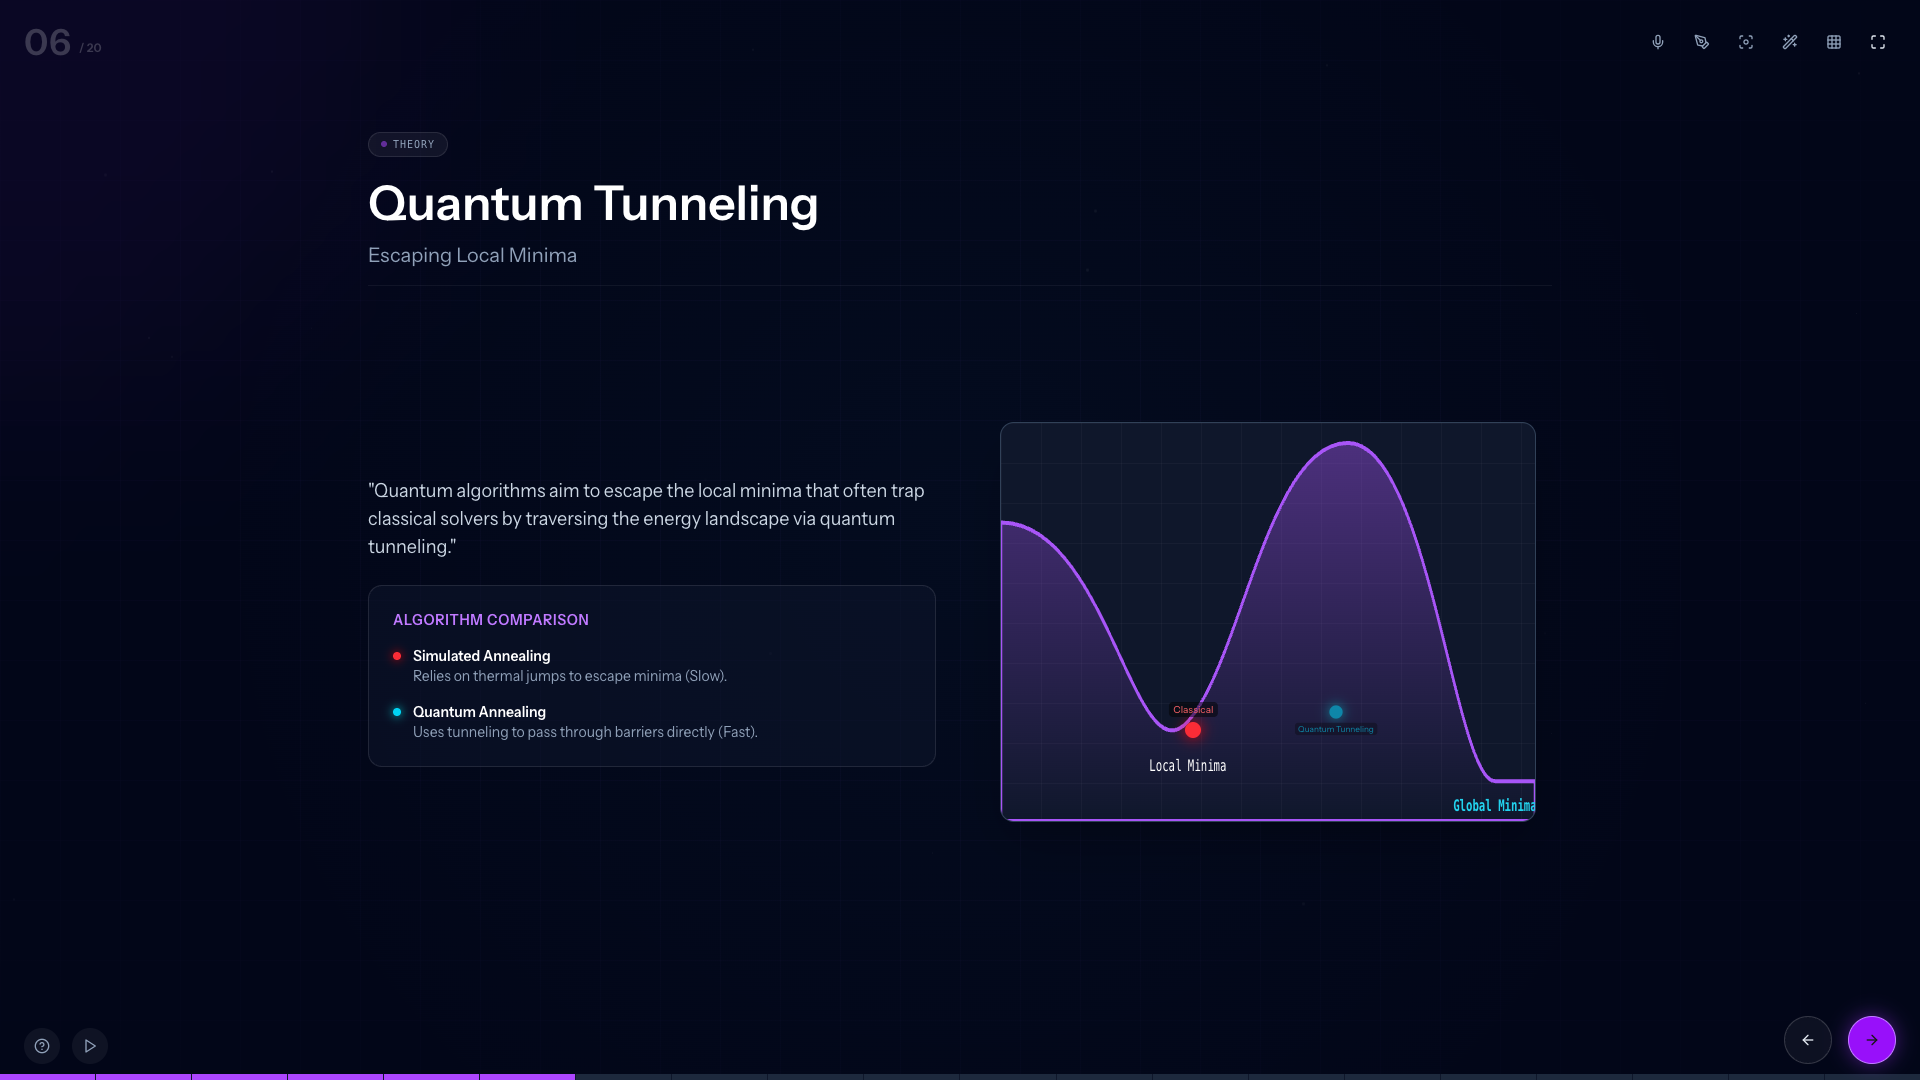 06 / 20
THEORY
Quantum Tunneling
Escaping Local Minima
"Quantum algorithms aim to escape the local minima that often trap
classical solvers by traversing the energy landscape via quantum
tunneling."
ALGORITHM COMPARISON
Simulated Annealing
Relies on thermal jumps to escape minima (Slow).
Quantum Annealing
Uses tunneling to pass through barriers directly (Fast).
Classical
Quantum Tunneling
Local Minima
Global Minima